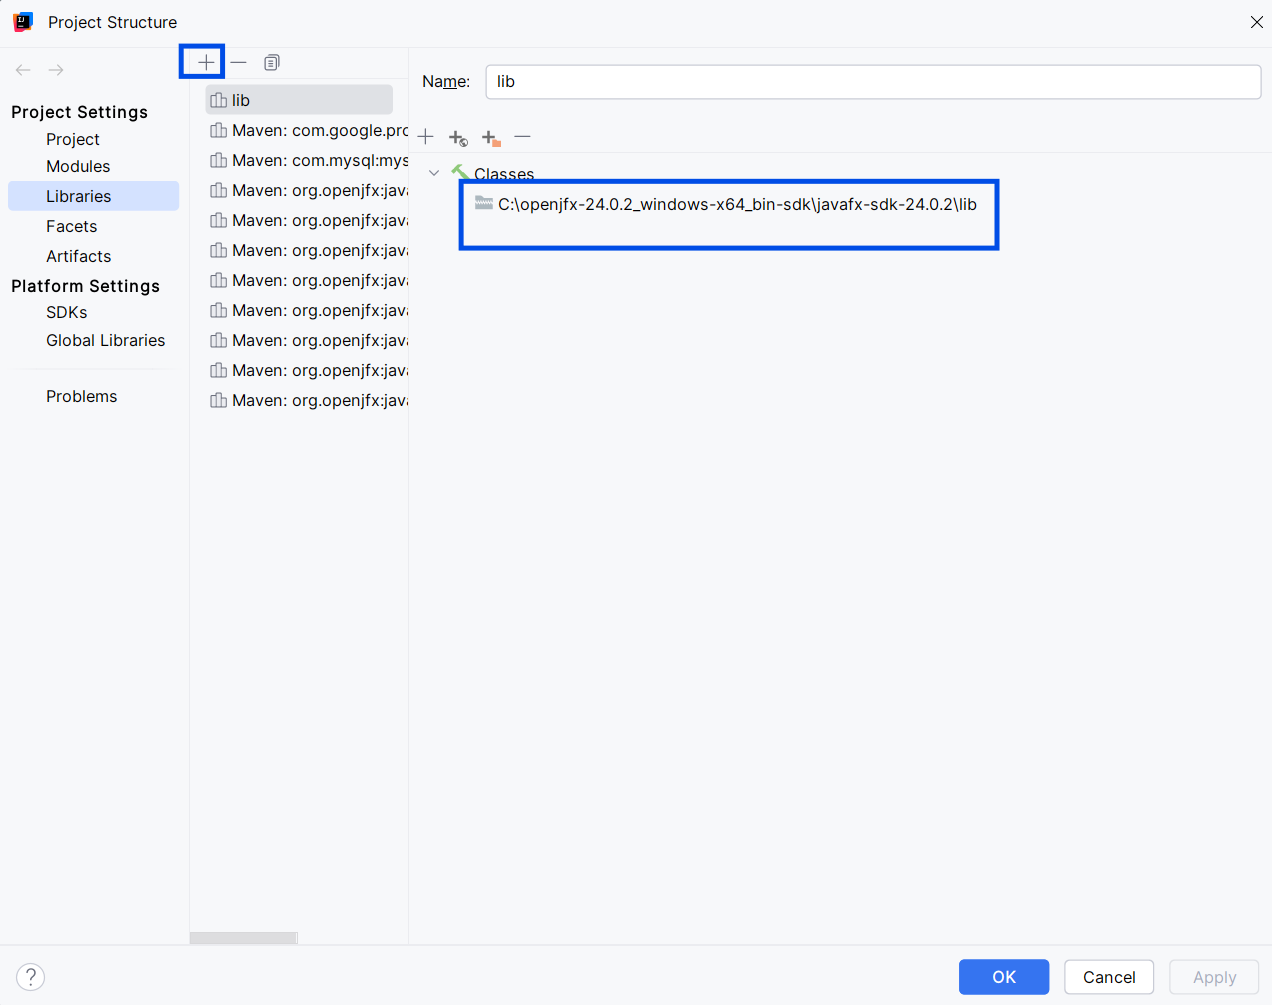 Project Structure
Project Settings
Project
Modules
Libraries
Facets
Artifacts
Platform Settings
SDKs
Global Libraries
Problems
lib
Maven: com.google.pro
Maven: com.mysql:mys
Maven: org.openjfx:java
Maven: org.openjfx:java
Maven: org.openjfx:java
Maven: org.openjfx:java
Maven: org.openjfx:java
Maven: org.openjfx:java
Maven: org.openjfx:java
Maven: org.openjfx:java
Name: lib
Classes
C:\openjfx-24.0.2_windows-x64_bin-sdk\javafx-sdk-24.0.2\lib
?
OK Cancel Apply